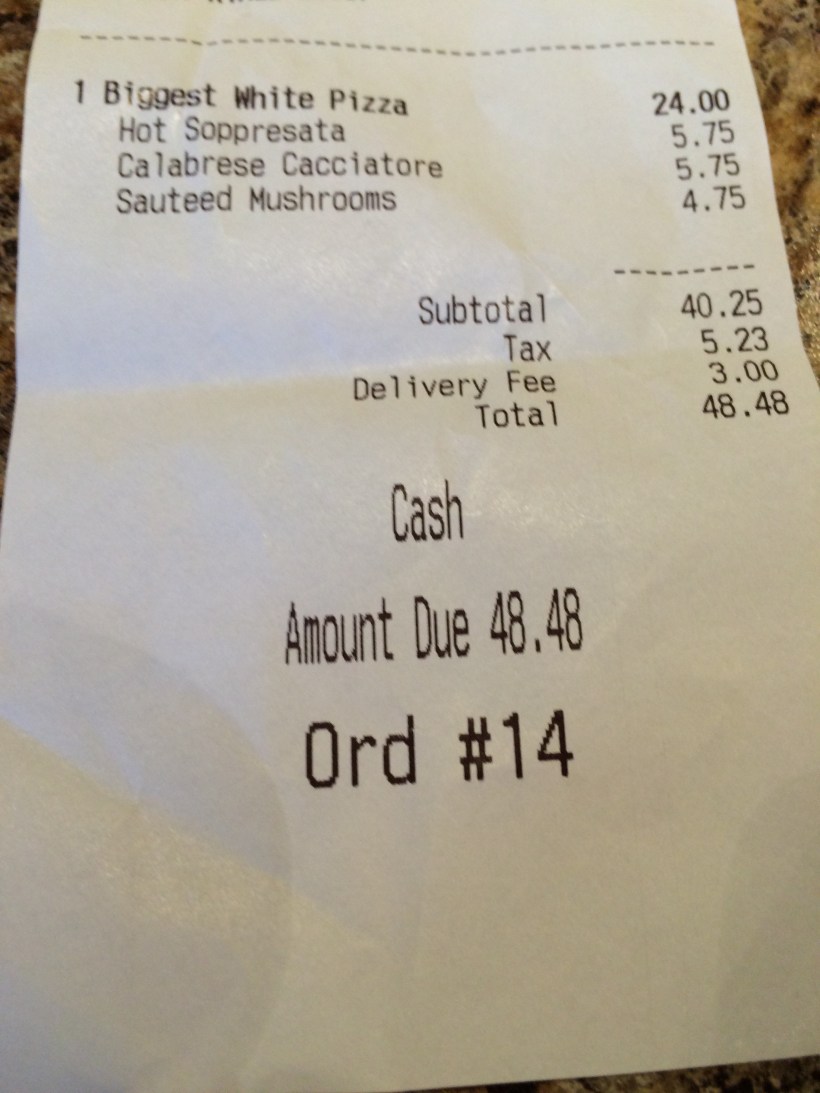 1 Biggest White Pizza 24.00
Hot Soppresata 5.75
Calabrese Cacciatore 5.75
Sauteed Mushrooms 4.75
Subtotal 40.25
Tax 5.23
Delivery Fee 3.00
Total 48.48
Cash
Amount Due 48.48
Ord #14